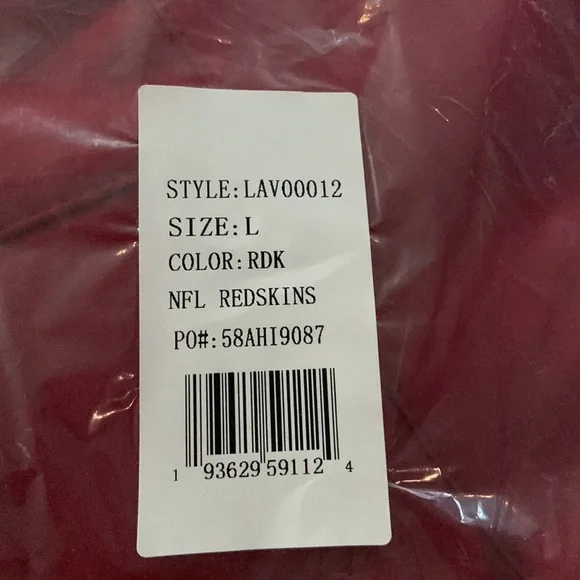 STYLE:LAV00012
SIZE:L
COLOR:RDK
NFL REDSKINS
PO#:58AHI9087
1 93629 59112 4